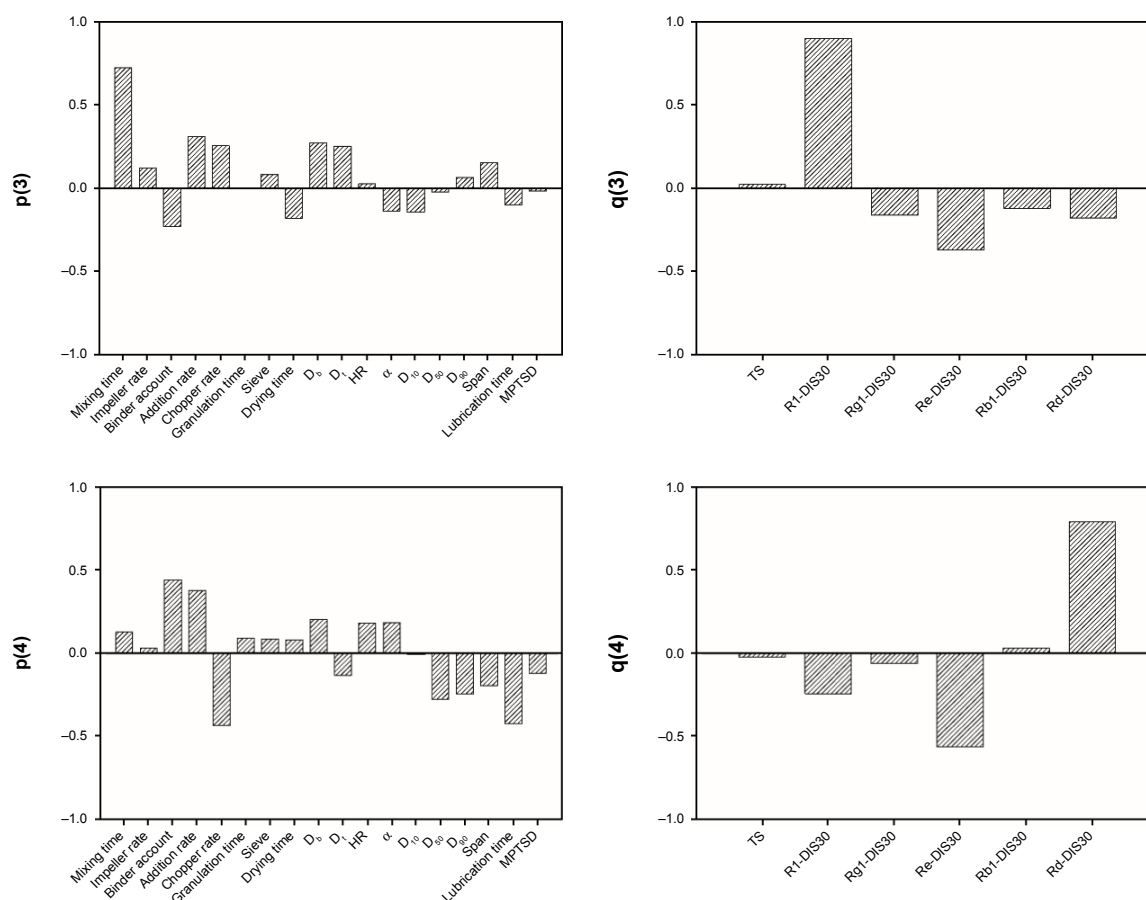 1.0
0.5
0.0
–0.5
–1.0
p(3)
Mixing time
Impeller rate
Binder account
Addition rate
Chopper rate
Granulation time
Sieve
Drying time
Db
Dt
HR
α
D10
D50
D90
Span
Lubrication time
MPTSD
1.0
0.5
0.0
–0.5
–1.0
q(3)
TS
R1-DIS30
Rg1-DIS30
Re-DIS30
Rb1-DIS30
Rd-DIS30
1.0
0.5
0.0
–0.5
–1.0
p(4)
Mixing time
Impeller rate
Binder account
Addition rate
Chopper rate
Granulation time
Sieve
Drying time
Db
Dt
HR
α
D10
D50
D90
Span
Lubrication time
MPTSD
1.0
0.5
0.0
–0.5
–1.0
q(4)
TS
R1-DIS30
Rg1-DIS30
Re-DIS30
Rb1-DIS30
Rd-DIS30